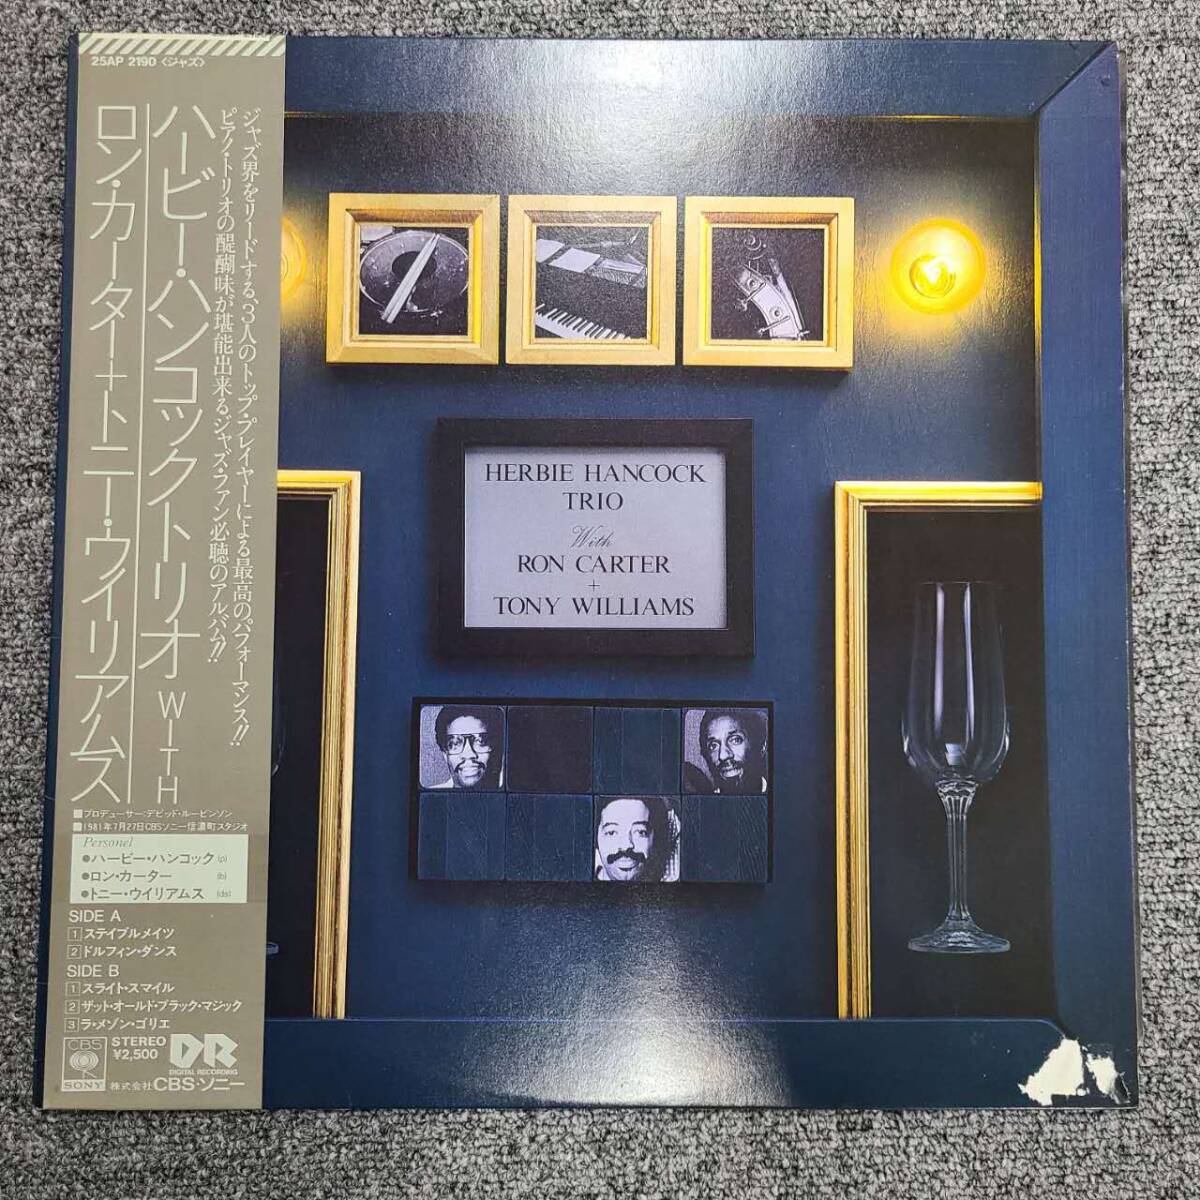 25AP 2190〈ジャズ〉
ジャズ界をリードする、3人のトップ・プレイヤーによる最高のパフォーマンス!!
ピアノ・トリオの醍醐味が堪能出来るジャズ・ファン必聴のアルバム!!
ハービー・ハンコックトリオ WITH
ロン・カーター+トニー・ウイリアムス
■プロデューサー:デビッド・ルービンソン
■1981年7月27日CBSソニー信濃町スタジオ
Personel
●ハービー・ハンコック (p)
●ロン・カーター (b)
●トニー・ウイリアムス (ds)
SIDE A
1 ステイブルメイツ
2 ドルフィン・ダンス
SIDE B
1 スライト・スマイル
2 ザット・オールド・ブラック・マジック
3 ラ・メゾン・ゴリエ
CBS
SONY
STEREO
¥2,500
DR
DIGITAL RECORDING
株式会社 CBS・ソニー
HERBIE HANCOCK
TRIO
With
RON CARTER
+
TONY WILLIAMS